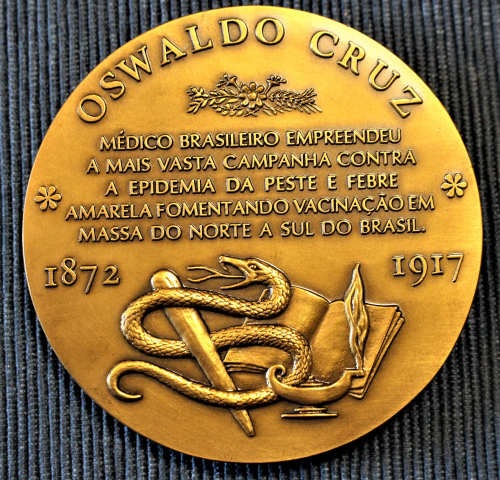 OSWALDO CRUZ
MÉDICO BRASILEIRO EMPREENDEU
A MAIS VASTA CAMPANHA CONTRA
A EPIDEMIA DA PESTE E FEBRE
AMARELA FOMENTANDO VACINAÇÃO EM
MASSA DO NORTE A SUL DO BRASIL.
1872
1917